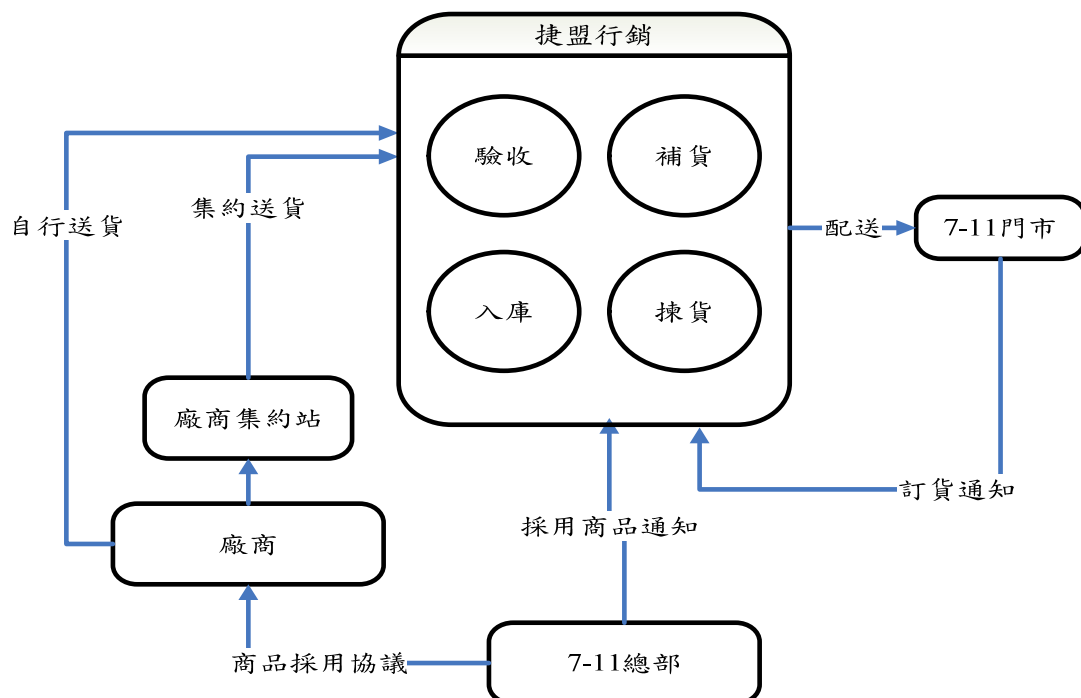 捷盟行銷
驗收
補貨
自行送貨
集約送貨
配送
7-11門市
入庫
揀貨
廠商集約站
訂貨通知
採用商品通知
廠商
商品採用協議
7-11總部